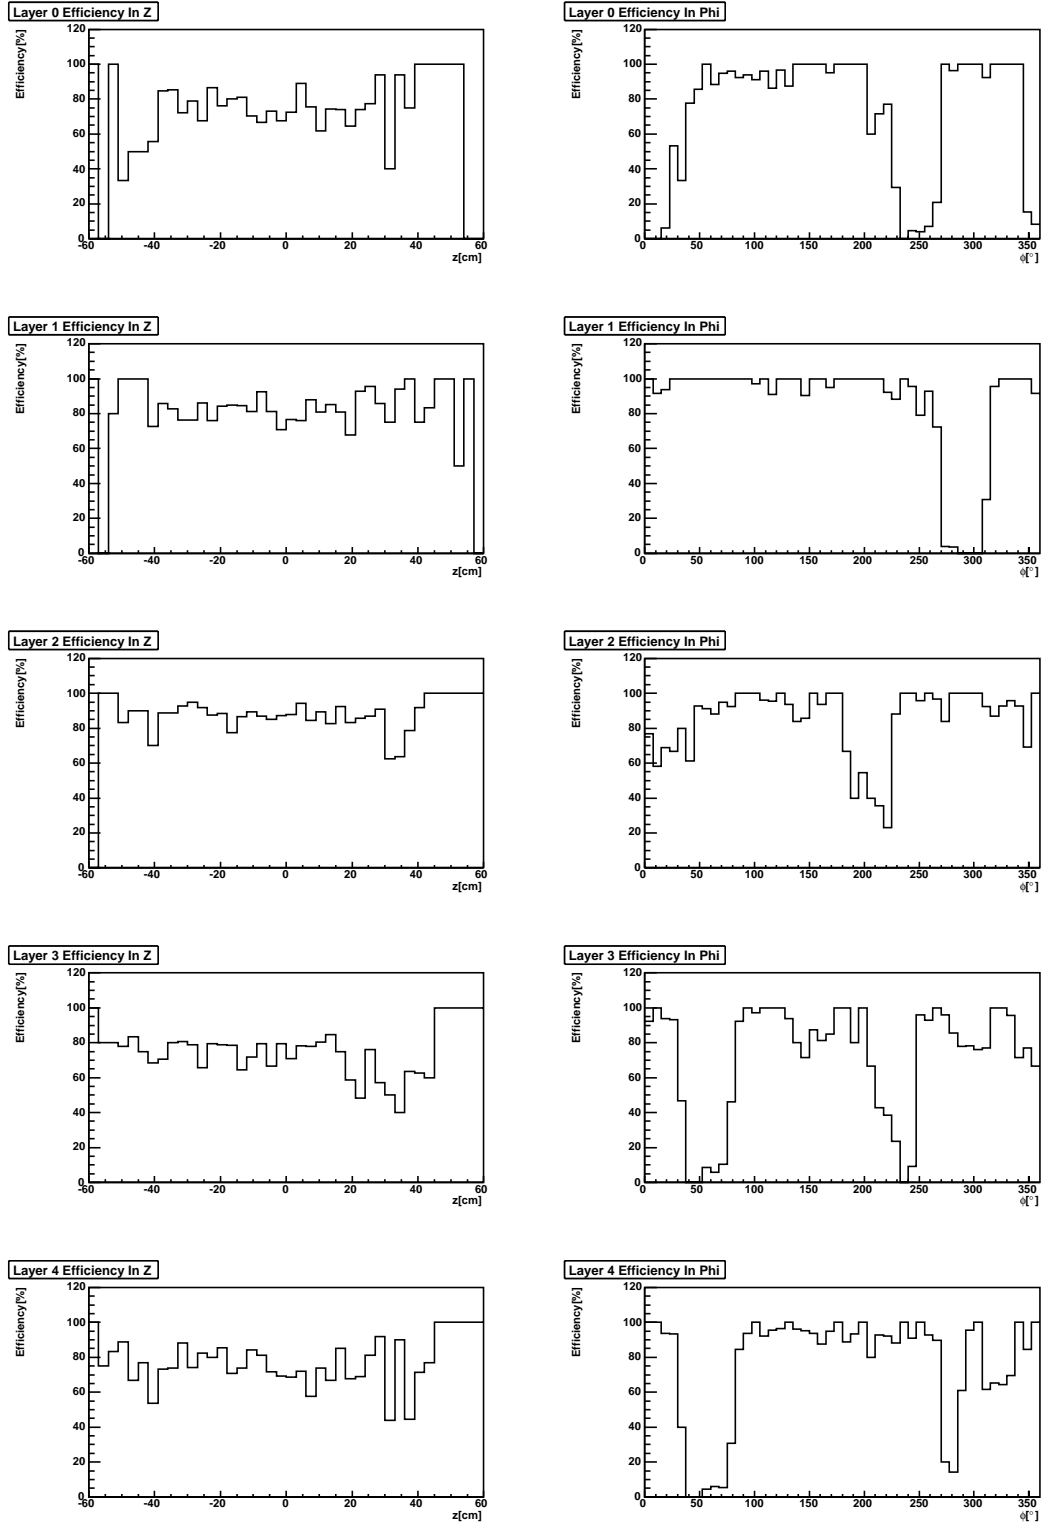 Layer 0 Efficiency In Z
Efficiency[%]
120
100
80
60
40
20
0
-60 -40 -20 0 20 40 60
z[cm]
Layer 0 Efficiency In Phi
Efficiency[%]
120
100
80
60
40
20
0
0 50 100 150 200 250 300 350
ϕ[°]
Layer 1 Efficiency In Z
Efficiency[%]
120
100
80
60
40
20
0
-60 -40 -20 0 20 40 60
z[cm]
Layer 1 Efficiency In Phi
Efficiency[%]
120
100
80
60
40
20
0
0 50 100 150 200 250 300 350
ϕ[°]
Layer 2 Efficiency In Z
Efficiency[%]
120
100
80
60
40
20
0
-60 -40 -20 0 20 40 60
z[cm]
Layer 2 Efficiency In Phi
Efficiency[%]
120
100
80
60
40
20
0
0 50 100 150 200 250 300 350
ϕ[°]
Layer 3 Efficiency In Z
Efficiency[%]
120
100
80
60
40
20
0
-60 -40 -20 0 20 40 60
z[cm]
Layer 3 Efficiency In Phi
Efficiency[%]
120
100
80
60
40
20
0
0 50 100 150 200 250 300 350
ϕ[°]
Layer 4 Efficiency In Z
Efficiency[%]
120
100
80
60
40
20
0
-60 -40 -20 0 20 40 60
z[cm]
Layer 4 Efficiency In Phi
Efficiency[%]
120
100
80
60
40
20
0
0 50 100 150 200 250 300 350
ϕ[°]